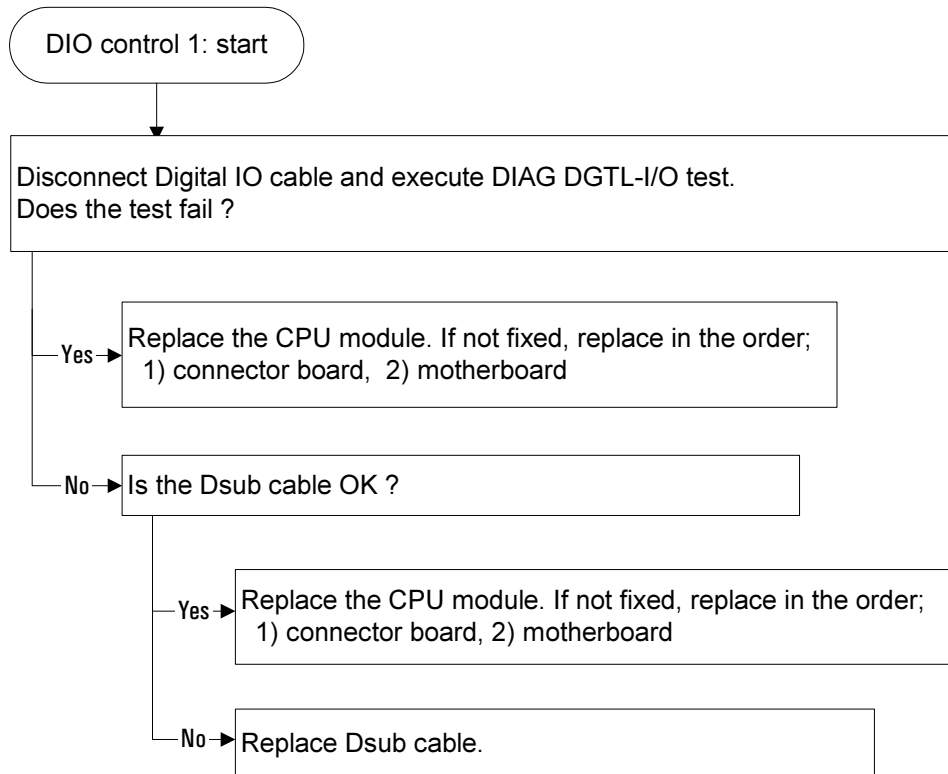 DIO control 1: start
Disconnect Digital IO cable and execute DIAG DGTL-I/O test.
Does the test fail ?
Yes
Replace the CPU module. If not fixed, replace in the order;
1) connector board, 2) motherboard
No
Is the Dsub cable OK ?
Yes
Replace the CPU module. If not fixed, replace in the order;
1) connector board, 2) motherboard
No
Replace Dsub cable.